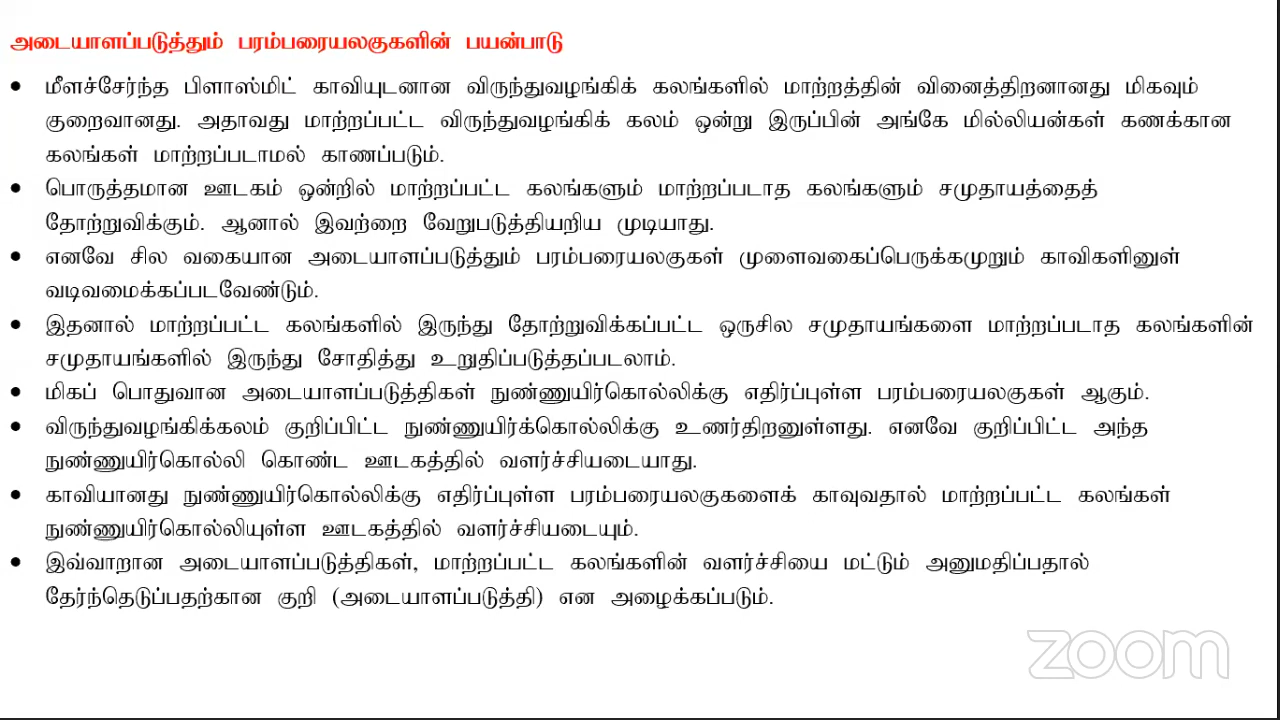 அடையாளப்படுத்தும் பரம்பரையலகுகளின் பயன்பாடு
• மீளச்சேர்ந்த பிளாஸ்மிட் காவியுடனான விருந்துவழங்கிக் கலங்களில் மாற்றத்தின் வினைத்திறனானது மிகவும்
குறைவானது. அதாவது மாற்றப்பட்ட விருந்துவழங்கிக் கலம் ஒன்று இருப்பின் அங்கே மில்லியன்கள் கணக்கான
கலங்கள் மாற்றப்படாமல் காணப்படும்.
• பொருத்தமான ஊடகம் ஒன்றில் மாற்றப்பட்ட கலங்களும் மாற்றப்படாத கலங்களும் சமுதாயத்தைத்
தோற்றுவிக்கும். ஆனால் இவற்றை வேறுபடுத்தியறிய முடியாது.
• எனவே சில வகையான அடையாளப்படுத்தும் பரம்பரையலகுகள் முளைவகைப்பெருக்கமுறும் காவிகளினுள்
வடிவமைக்கப்படவேண்டும்.
• இதனால் மாற்றப்பட்ட கலங்களில் இருந்து தோற்றுவிக்கப்பட்ட ஒருசில சமுதாயங்களை மாற்றப்படாத கலங்களின்
சமுதாயங்களில் இருந்து சோதித்து உறுதிப்படுத்தப்படலாம்.
• மிகப் பொதுவான அடையாளப்படுத்திகள் நுண்ணுயிர்கொல்லிக்கு எதிர்ப்புள்ள பரம்பரையலகுகள் ஆகும்.
• விருந்துவழங்கிக்கலம் குறிப்பிட்ட நுண்ணுயிர்க்கொல்லிக்கு உணர்திறனுள்ளது. எனவே குறிப்பிட்ட அந்த
நுண்ணுயிர்கொல்லி கொண்ட ஊடகத்தில் வளர்ச்சியடையாது.
• காவியானது நுண்ணுயிர்கொல்லிக்கு எதிர்ப்புள்ள பரம்பரையலகுகளைக் காவுவதால் மாற்றப்பட்ட கலங்கள்
நுண்ணுயிர்கொல்லியுள்ள ஊடகத்தில் வளர்ச்சியடையும்.
• இவ்வாறான அடையாளப்படுத்திகள், மாற்றப்பட்ட கலங்களின் வளர்ச்சியை மட்டும் அனுமதிப்பதால்
தேர்ந்தெடுப்பதற்கான குறி (அடையாளப்படுத்தி) என அழைக்கப்படும்.
zoom